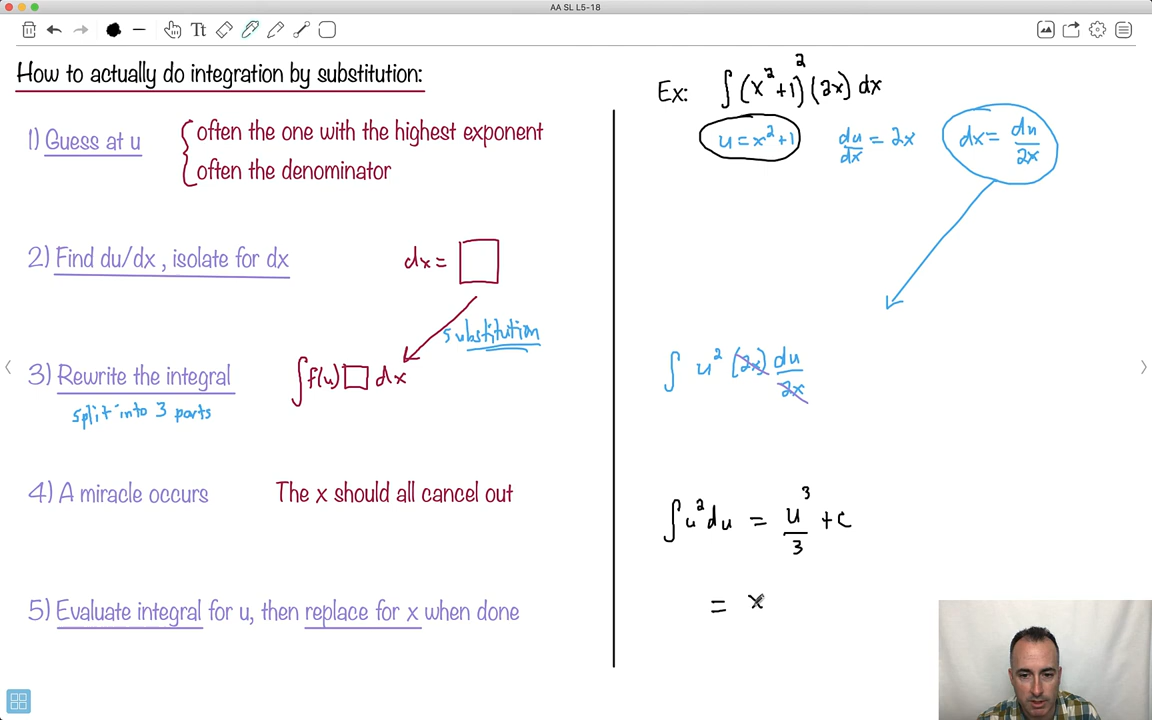 AA SL L5-18
Tt
How to actually do integration by substitution:
1) Guess at u
often the one with the highest exponent
often the denominator
2) Find du/dx , isolate for dx
dx = □
substitution
3) Rewrite the integral
split into 3 parts
∫f(u) □ dx
4) A miracle occurs
The x should all cancel out
5) Evaluate integral for u, then replace for x when done
Ex: ∫(x²+1)²(2x) dx
u = x²+1
du/dx = 2x
dx = du/2x
∫ u² (2x) du/2x
∫u² du = u³/3 + c
= x